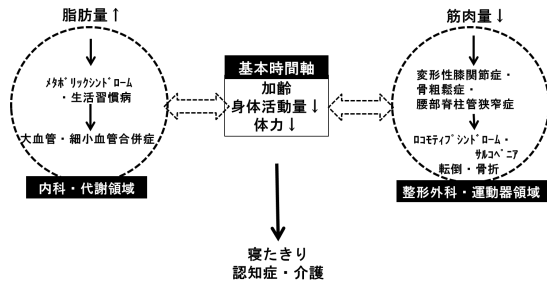 脂肪量↑
メタボリックシンドローム
・生活習慣病
大血管・細小血管合併症
内科・代謝領域
基本時間軸
加齢
身体活動量↓
体力↓
寝たきり
認知症・介護
筋肉量↓
変形性膝関節症・
骨粗鬆症・
腰部脊柱管狭窄症
ロコモティブシンドローム・
サルコペニア
転倒・骨折
整形外科・運動器領域